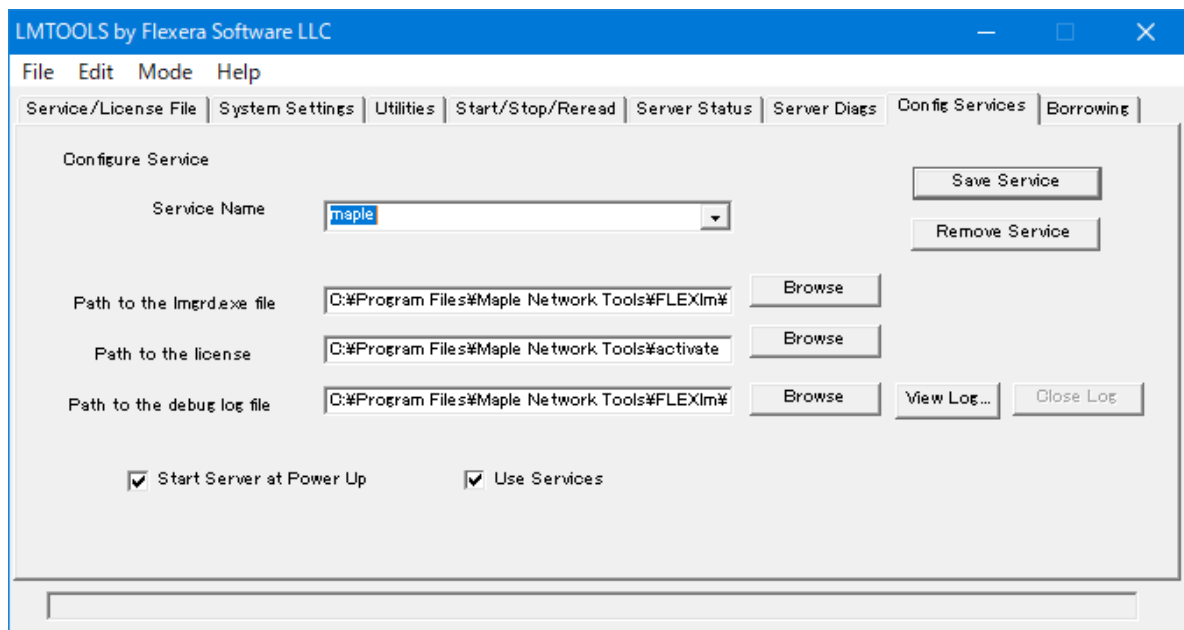 LMTOOLS by Flexera Software LLC
File Edit Mode Help
Service/License File System Settings Utilities Start/Stop/Reread Server Status Server Diags Config Services Borrowing
Configure Service
Save Service
Service Name maple
Remove Service
Path to the lmgrd.exe file C:¥Program Files¥Maple Network Tools¥FLEXlm¥ Browse
Path to the license C:¥Program Files¥Maple Network Tools¥activate Browse
Path to the debug log file C:¥Program Files¥Maple Network Tools¥FLEXlm¥ Browse View Log... Close Log
Start Server at Power Up Use Services